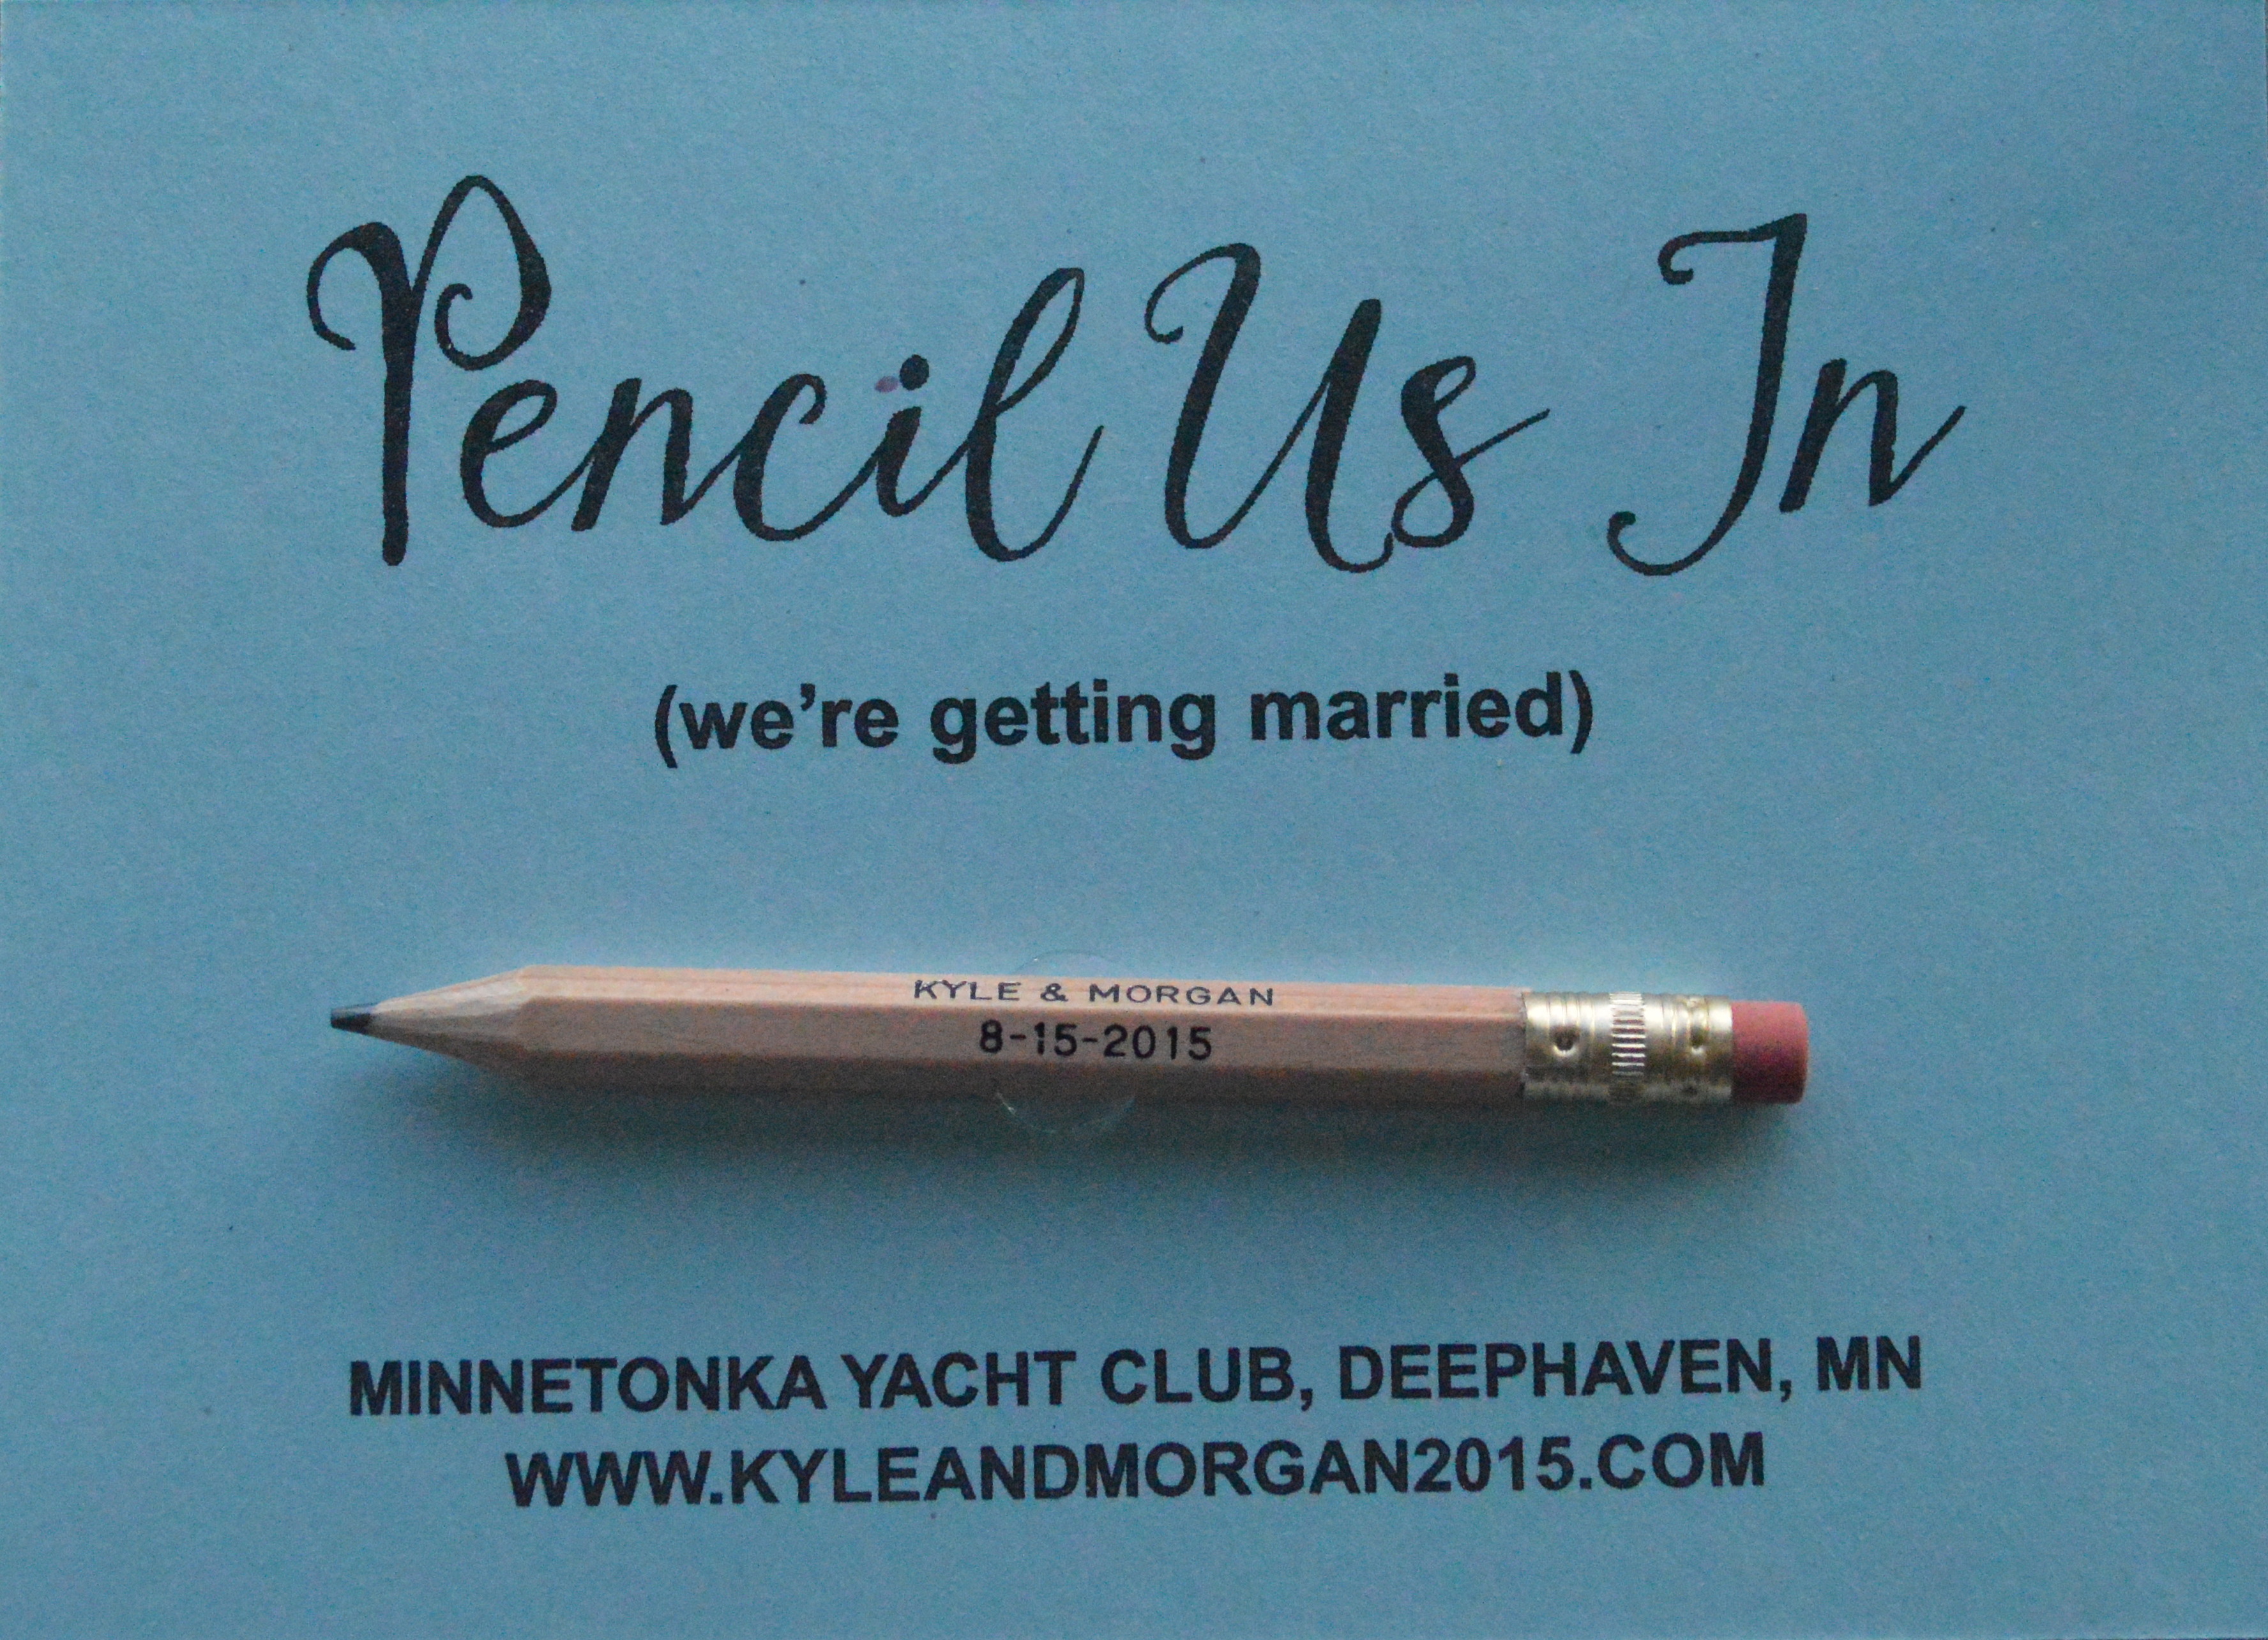 Pencil Us In
(we're getting married)
KYLE & MORGAN
8-15-2015
MINNETONKA YACHT CLUB, DEEPHAVEN, MN
WWW.KYLEANDMORGAN2015.COM